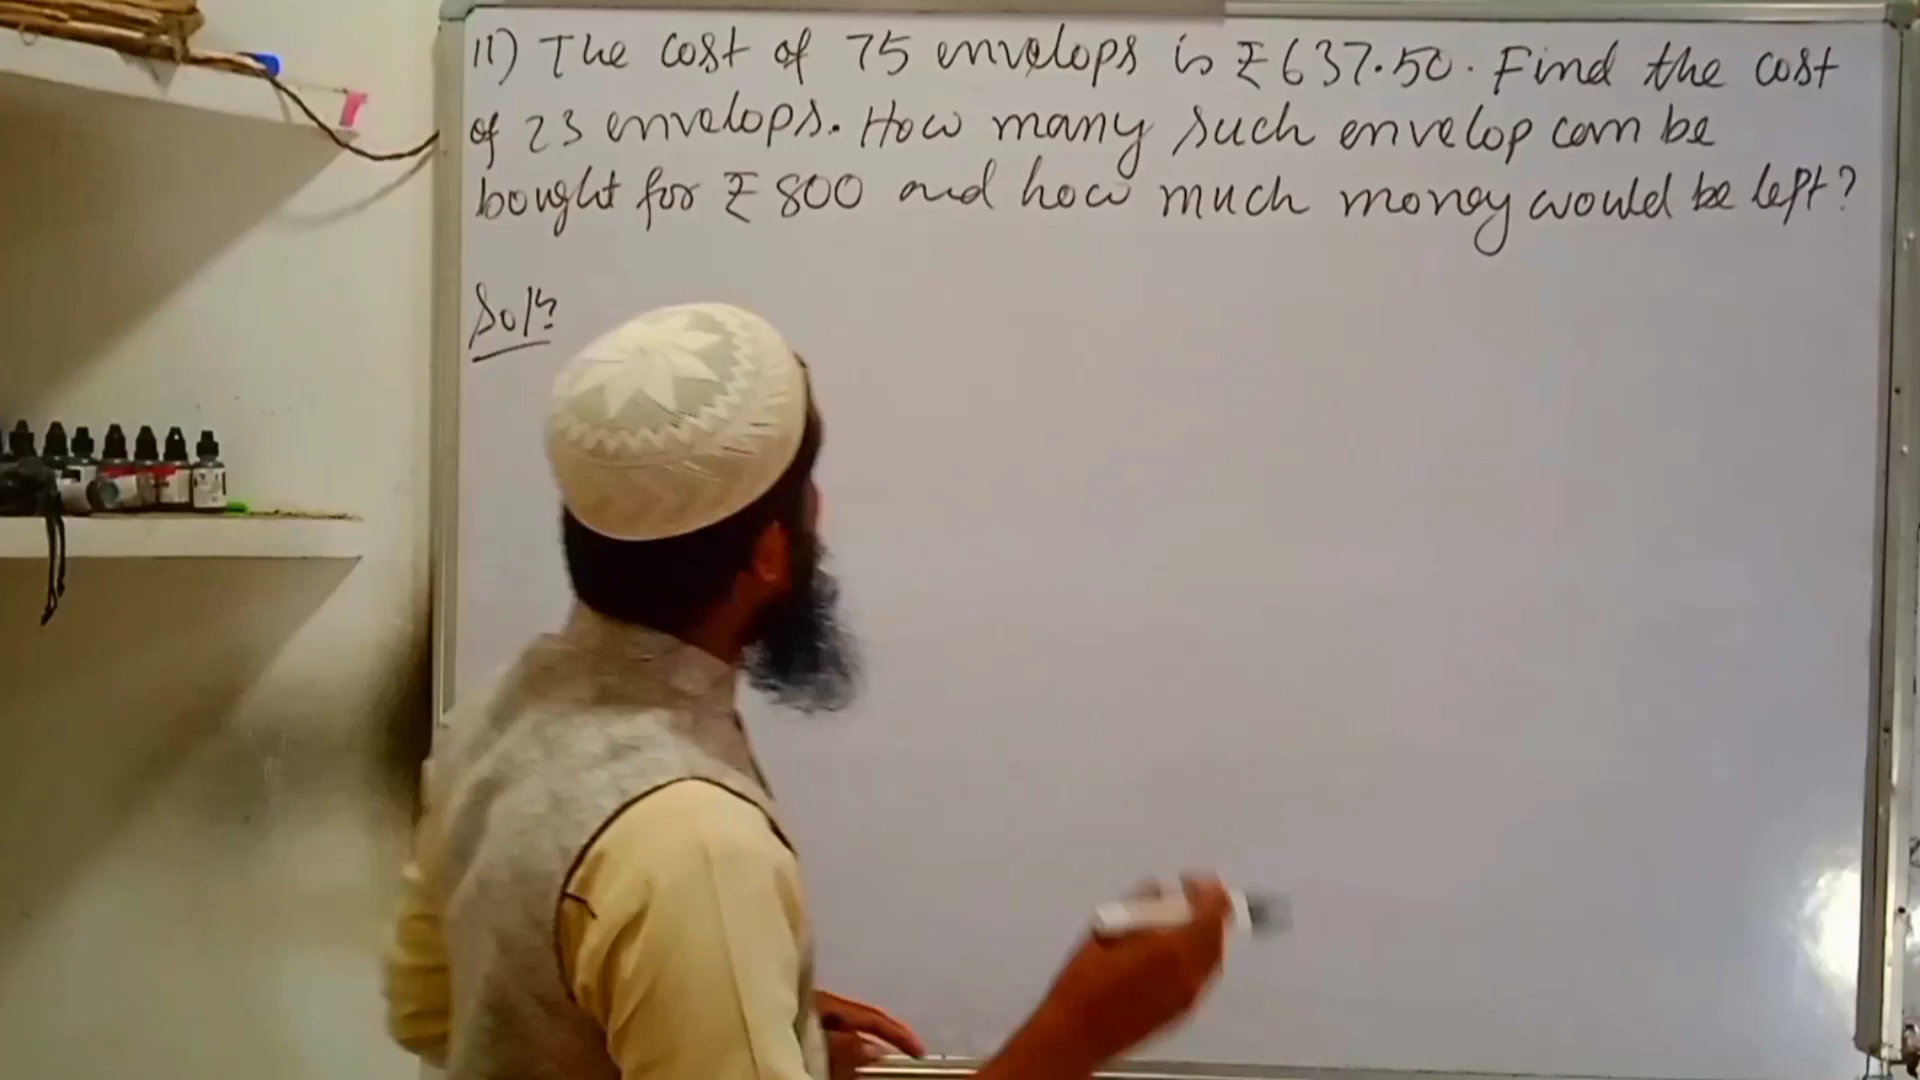 11) The cost of 75 envelops is ₹637.50. Find the cost
of 23 envelops. How many such envelop can be
bought for ₹800 and how much money would be left?
Soln